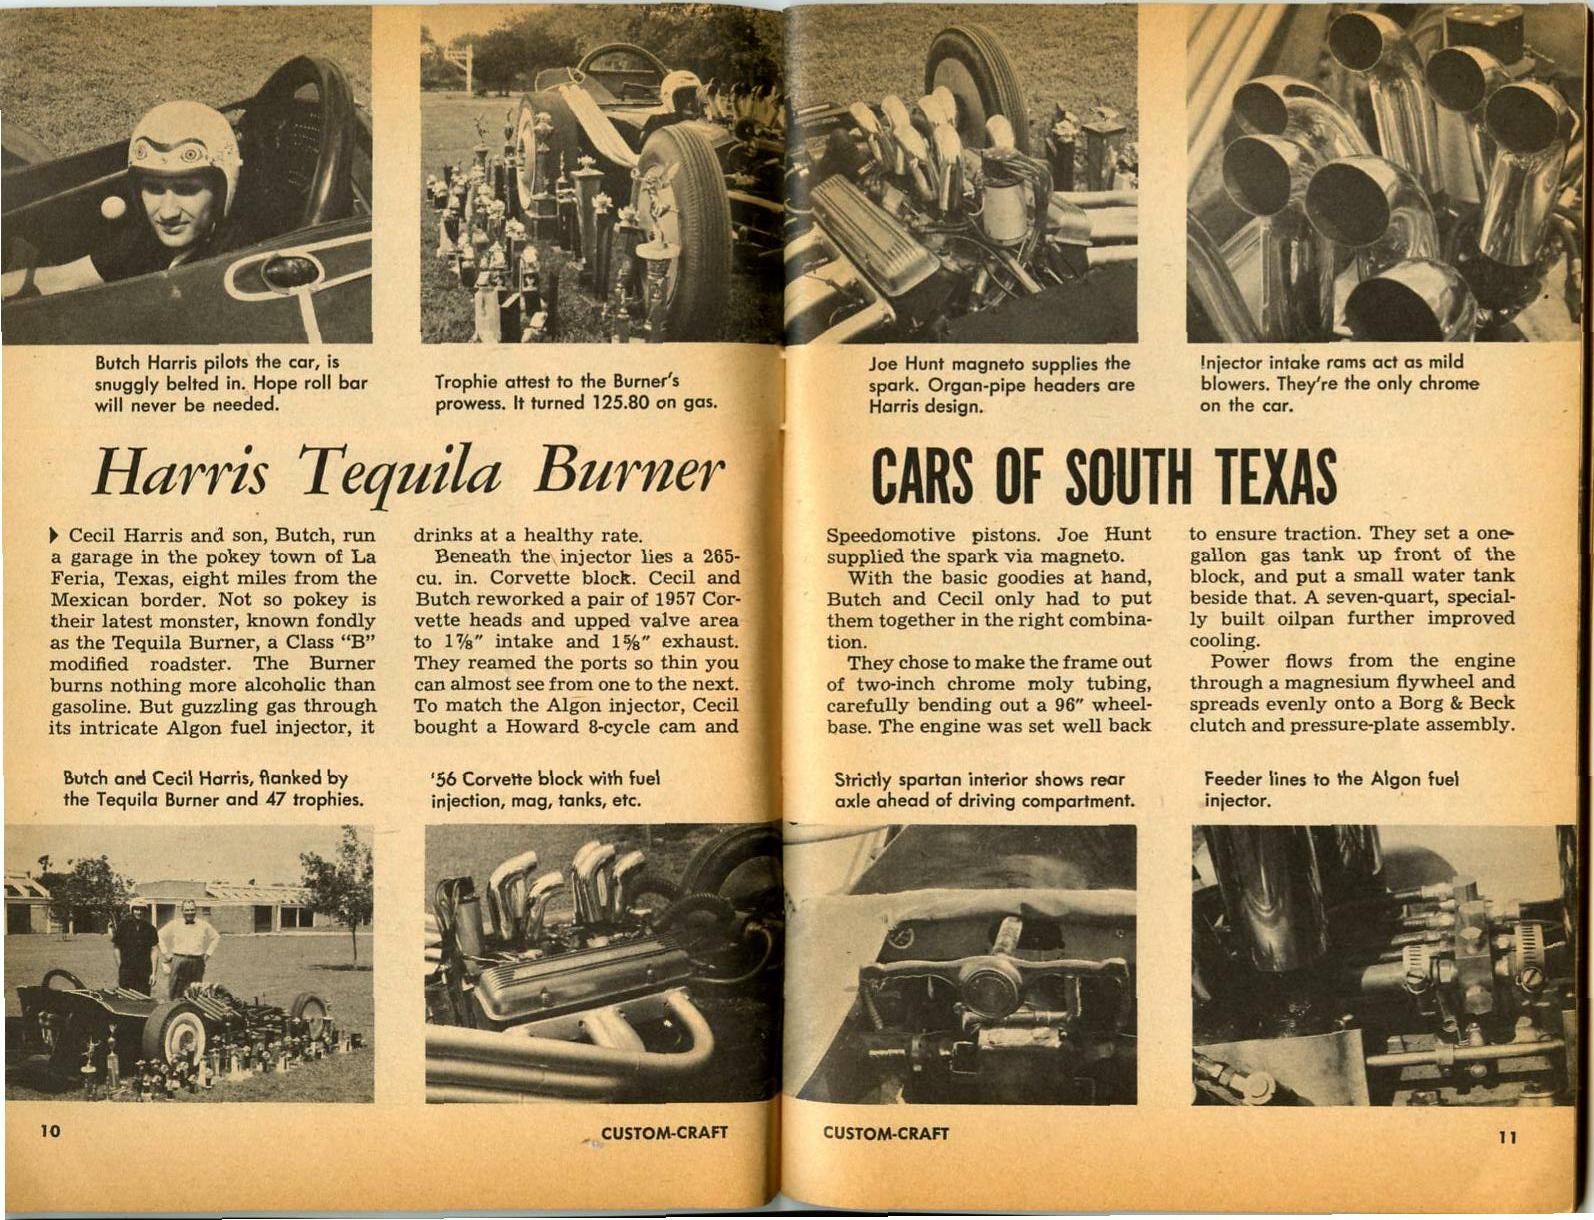 Butch Harris pilots the car, is
snuggly belted in. Hope roll bar
will never be needed.
Trophie attest to the Burner's
prowess. It turned 125.80 on gas.
Harris Tequila Burner
Cecil Harris and son, Butch, run
a garage in the pokey town of La
Feria, Texas, eight miles from the
Mexican border. Not so pokey is
their latest monster, known fondly
as the Tequila Burner, a Class "B"
modified roadster. The Burner
burns nothing more alcoholic than
gasoline. But guzzling gas through
its intricate Algon fuel injector, it
drinks at a healthy rate.
Beneath the injector lies a 265-
cu. in. Corvette block. Cecil and
Butch reworked a pair of 1957 Cor-
vette heads and upped valve area
to 1⅞" intake and 1⅝" exhaust.
They reamed the ports so thin you
can almost see from one to the next.
To match the Algon injector, Cecil
bought a Howard 8-cycle cam and
Butch and Cecil Harris, flanked by
the Tequila Burner and 47 trophies.
'56 Corvette block with fuel
injection, mag, tanks, etc.
10
CUSTOM-CRAFT
Joe Hunt magneto supplies the
spark. Organ-pipe headers are
Harris design.
Injector intake rams act as mild
blowers. They're the only chrome
on the car.
CARS OF SOUTH TEXAS
Speedomotive pistons. Joe Hunt
supplied the spark via magneto.
With the basic goodies at hand,
Butch and Cecil only had to put
them together in the right combina-
tion.
They chose to make the frame out
of two-inch chrome moly tubing,
carefully bending out a 96" wheel-
base. The engine was set well back
to ensure traction. They set a one-
gallon gas tank up front of the
block, and put a small water tank
beside that. A seven-quart, special-
ly built oilpan further improved
cooling.
Power flows from the engine
through a magnesium flywheel and
spreads evenly onto a Borg & Beck
clutch and pressure-plate assembly.
Strictly spartan interior shows rear
axle ahead of driving compartment.
Feeder lines to the Algon fuel
injector.
CUSTOM-CRAFT
11